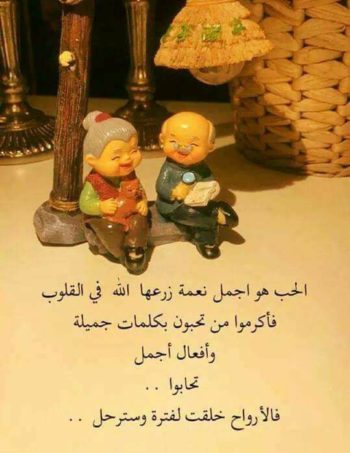 الحب هو اجمل نعمة زرعها الله في القلوب
فأكرموا من تحبون بكلمات جميلة
وأفعال أجمل
تحابوا . .
فالأرواح خلقت لفترة وسترحل . .